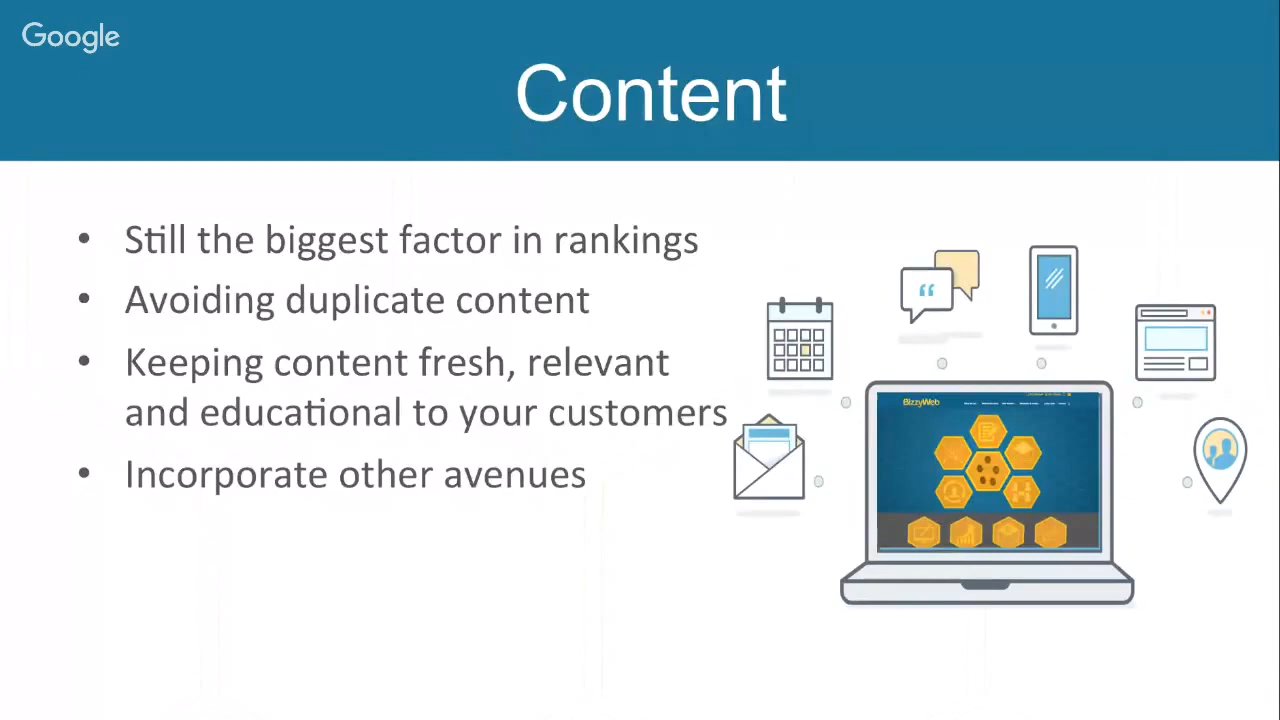 Google
Content
• Still the biggest factor in rankings
• Avoiding duplicate content
• Keeping content fresh, relevant
and educational to your customers
• Incorporate other avenues
BizzyWeb